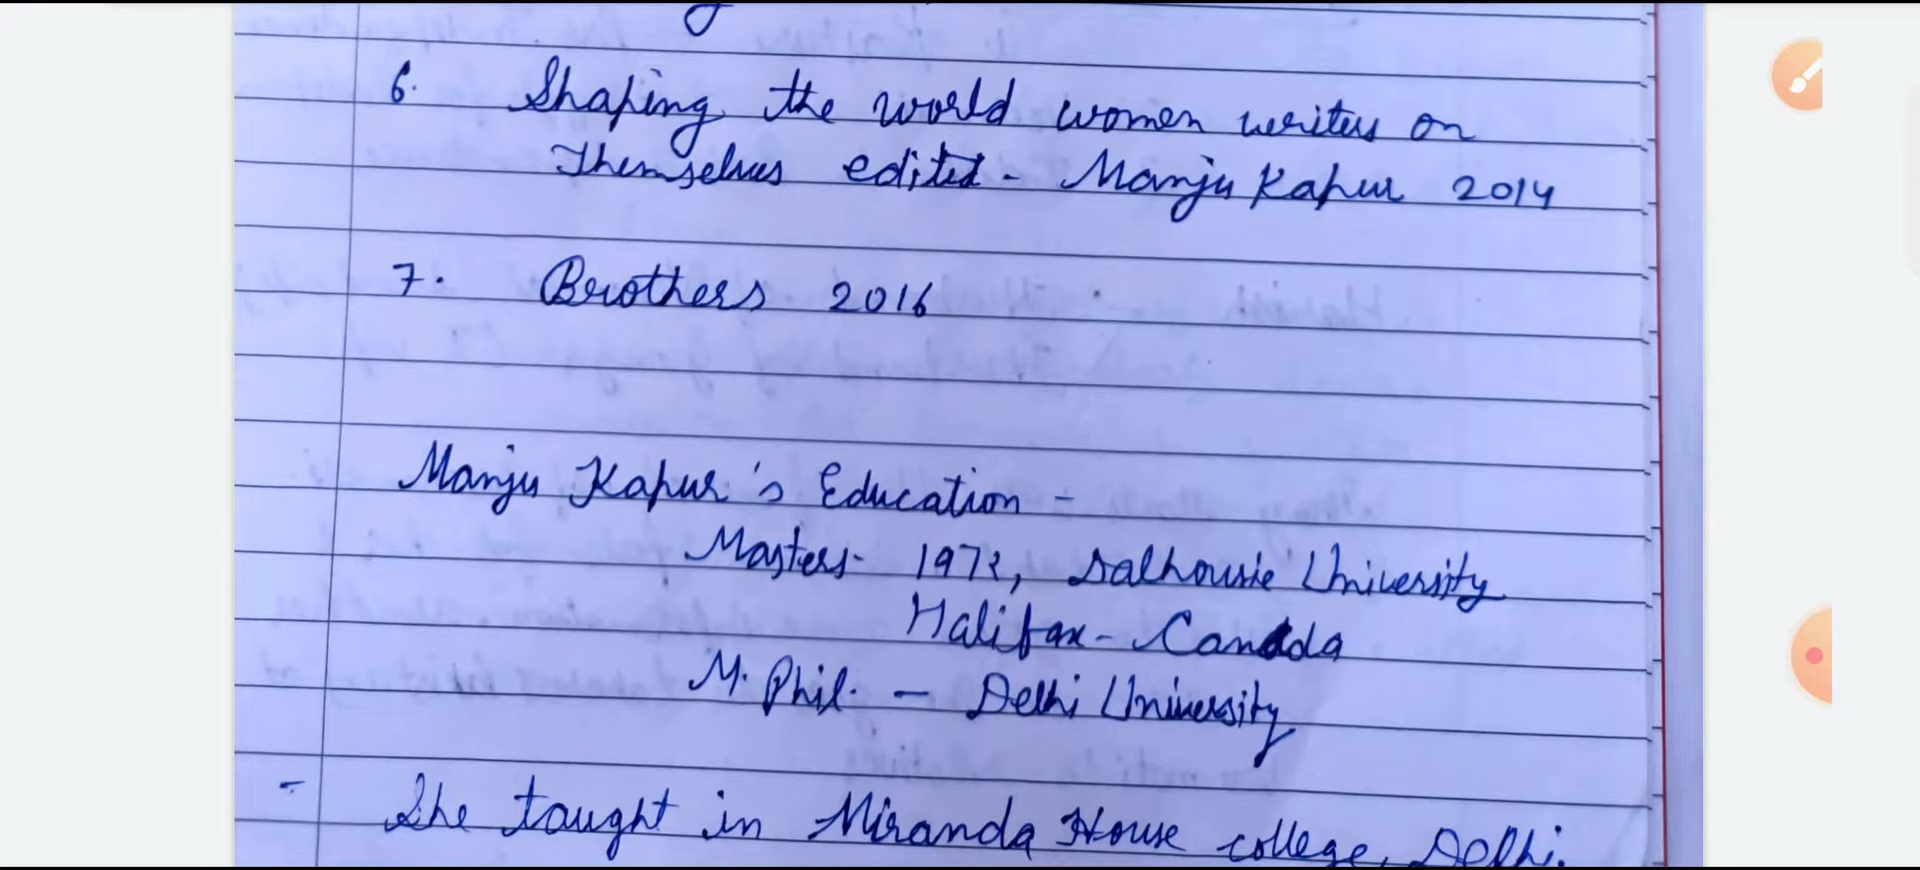 6. Shaping the world women writers on
Themselves edited - Manju Kapur 2014
7. Brothers 2016
Manju Kapur's Education -
Masters - 1972, Dalhousie University
Halifax - Canada
M. Phil. - Delhi University
- She taught in Miranda House college, Delhi.